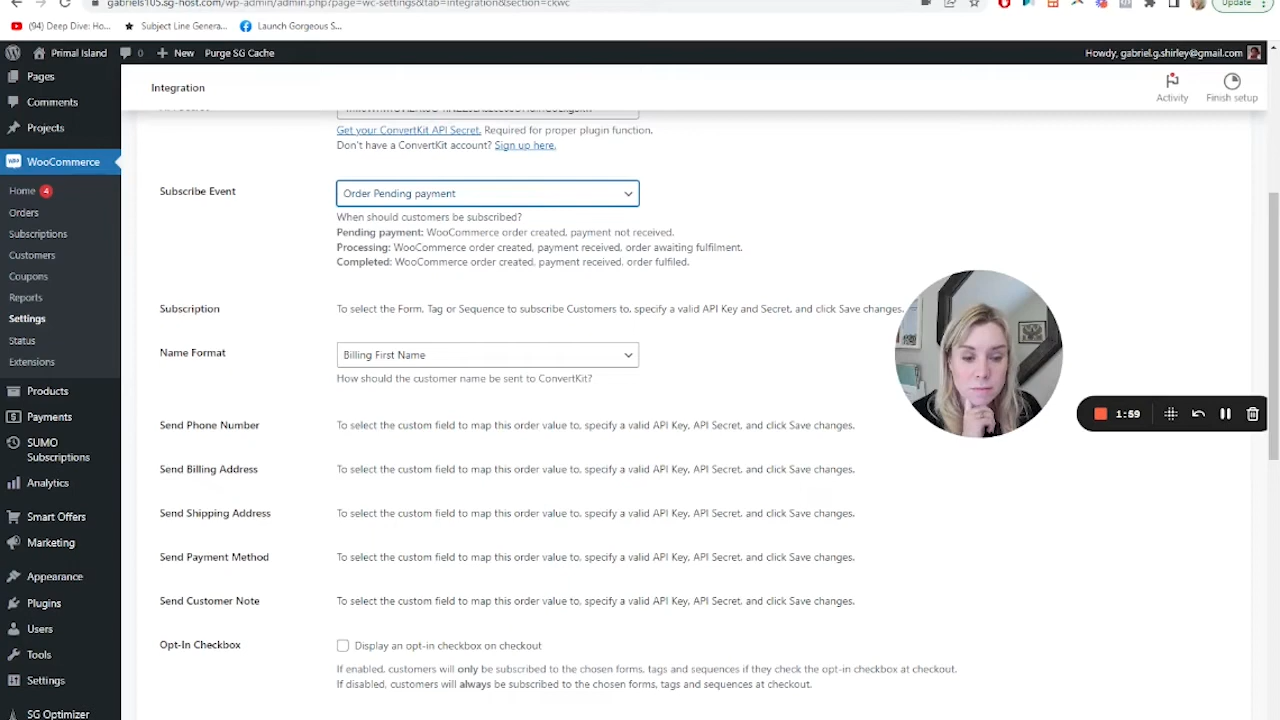 gabriels105.sg-host.com/wp-admin/admin.php?page=wc-settings&tab=integration&section=ckwc
Update
(94) Deep Dive: Ho...
Subject Line Genera...
Launch Gorgeous S...
Primal Island
0
New
Purge SG Cache
Howdy, gabriel.g.shirley@gmail.com
Pages
Comments
Projects
WooCommerce
Home 4
Orders
Subscriptions
Customers
Coupons
Reports
Settings
Status
Extensions
Products
Payments
SUMO
Subscriptions
Analytics
Smart Offers
Marketing
Appearance
Plugins
Users
Tools
Settings
SG Optimizer
Integration
Activity
Finish setup
Get your ConvertKit API Secret. Required for proper plugin function.
Don't have a ConvertKit account? Sign up here.
Subscribe Event
Order Pending payment
When should customers be subscribed?
Pending payment: WooCommerce order created, payment not received.
Processing: WooCommerce order created, payment received, order awaiting fulfilment.
Completed: WooCommerce order created, payment received, order fulfiled.
Subscription
To select the Form, Tag or Sequence to subscribe Customers to, specify a valid API Key and Secret, and click Save changes.
Name Format
Billing First Name
How should the customer name be sent to ConvertKit?
Send Phone Number
To select the custom field to map this order value to, specify a valid API Key, API Secret, and click Save changes.
Send Billing Address
To select the custom field to map this order value to, specify a valid API Key, API Secret, and click Save changes.
Send Shipping Address
To select the custom field to map this order value to, specify a valid API Key, API Secret, and click Save changes.
Send Payment Method
To select the custom field to map this order value to, specify a valid API Key, API Secret, and click Save changes.
Send Customer Note
To select the custom field to map this order value to, specify a valid API Key, API Secret, and click Save changes.
Opt-In Checkbox
Display an opt-in checkbox on checkout
If enabled, customers will only be subscribed to the chosen forms, tags and sequences if they check the opt-in checkbox at checkout.
If disabled, customers will always be subscribed to the chosen forms, tags and sequences at checkout.
1:59